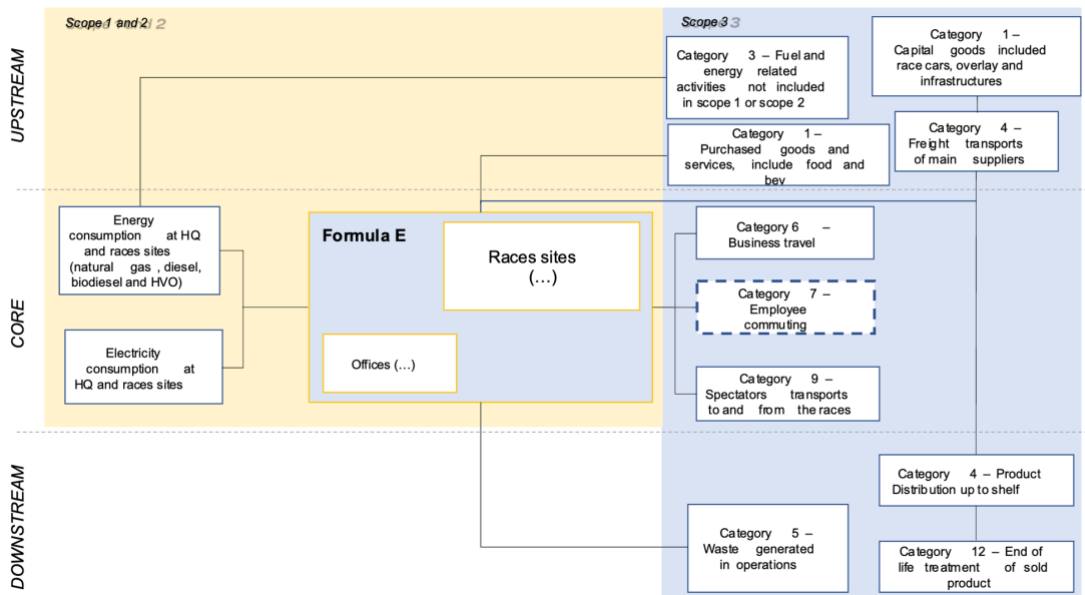 Scope 1 and 2
Scope 3
UPSTREAM
Category 3 – Fuel and
energy related
activities not included
in scope 1 or scope 2
Category 1 –
Capital goods included
race cars, overlay and
infrastructures
Category 1 –
Purchased goods and
services, include food and
bev
Category 4 –
Freight transports
of main suppliers
CORE
Energy
consumption at HQ
and races sites
(natural gas , diesel,
biodiesel and HVO)
Electricity
consumption at
HQ and races sites
Formula E
Races sites
(...)
Offices (...)
Category 6 –
Business travel
Category 7 –
Employee
commuting
Category 9 –
Spectators transports
to and from the races
DOWNSTREAM
Category 4 – Product
Distribution up to shelf
Category 5 –
Waste generated
in operations
Category 12 – End of
life treatment of sold
product